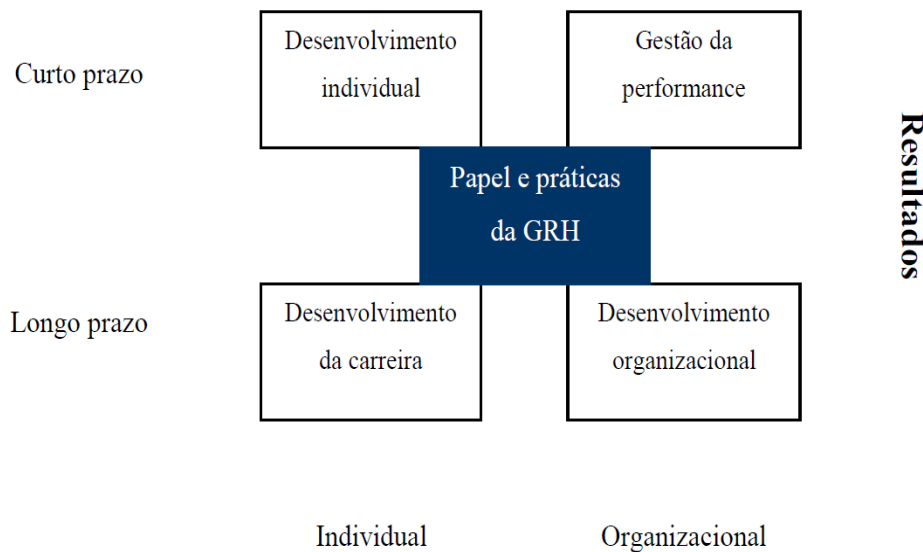 Desenvolvimento
individual
Gestão da
performance
Curto prazo
Resultados
Papel e práticas
da GRH
Longo prazo
Desenvolvimento
da carreira
Desenvolvimento
organizacional
Individual
Organizacional